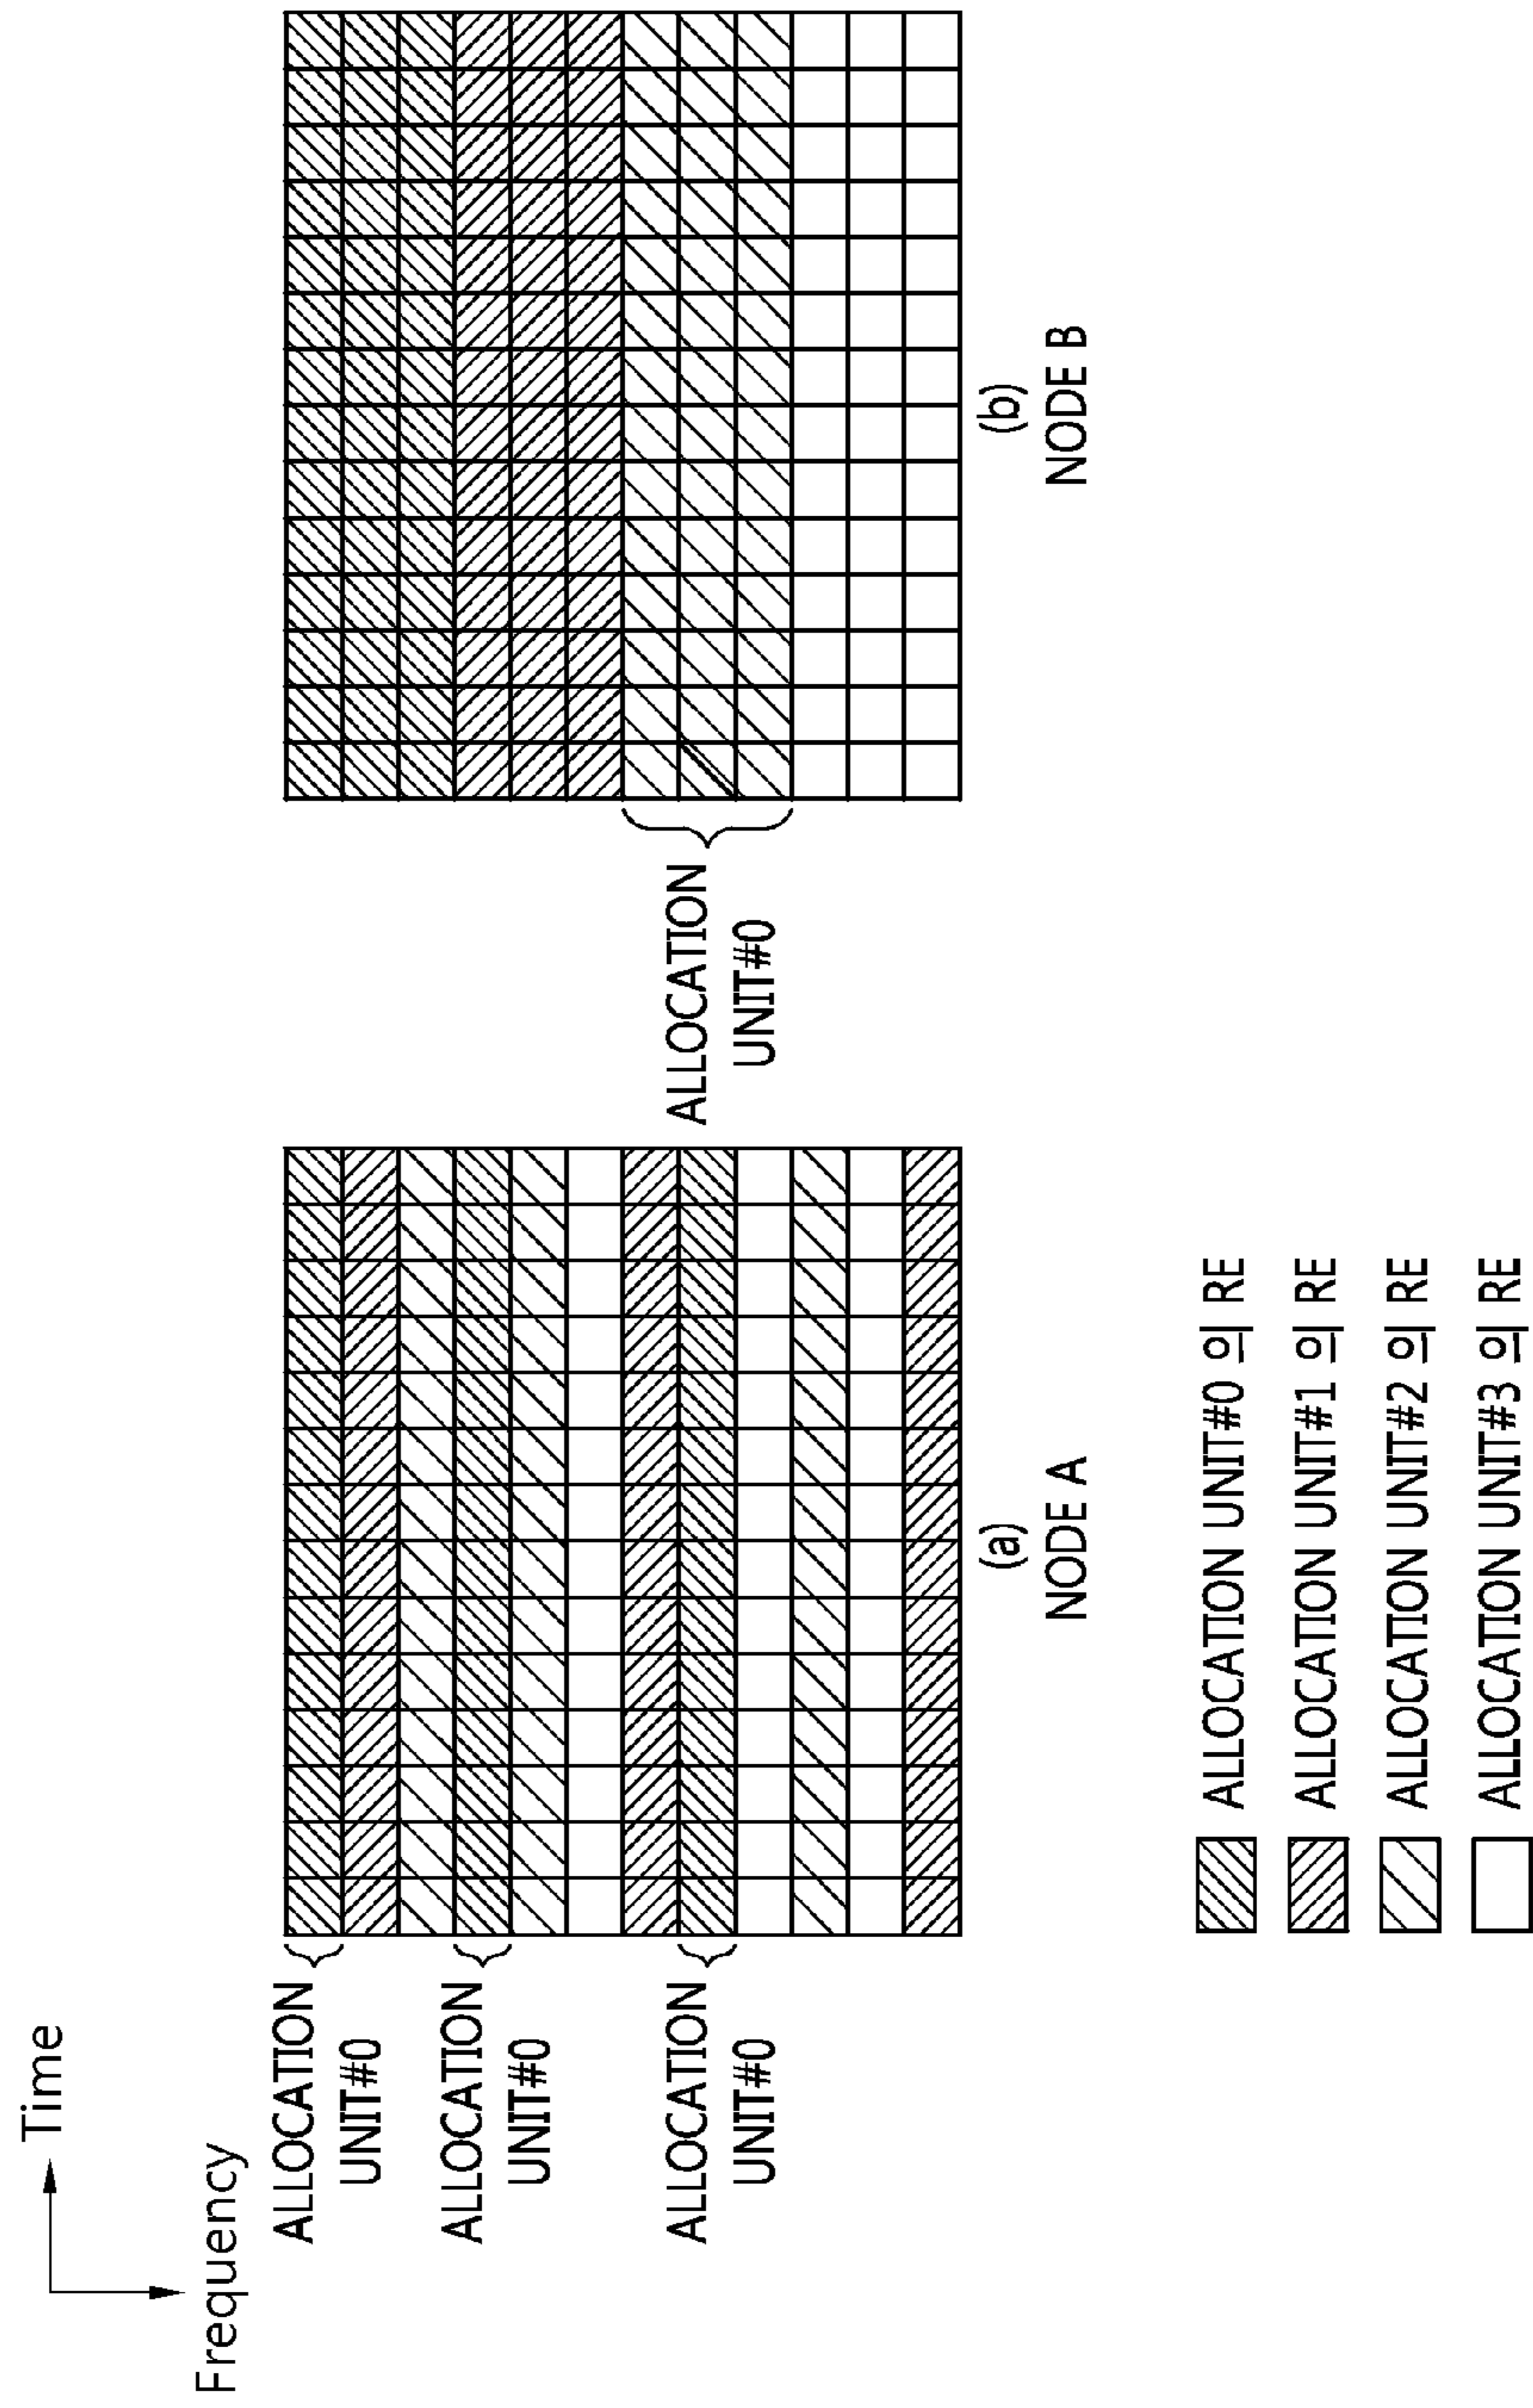 Time
Frequency
ALLOCATION
UNIT#0
ALLOCATION
UNIT#0
ALLOCATION
UNIT#0
(a)
NODE A
ALLOCATION
UNIT#0
(b)
NODE B
ALLOCATION UNIT#0 의 RE
ALLOCATION UNIT#1 의 RE
ALLOCATION UNIT#2 의 RE
ALLOCATION UNIT#3 의 RE